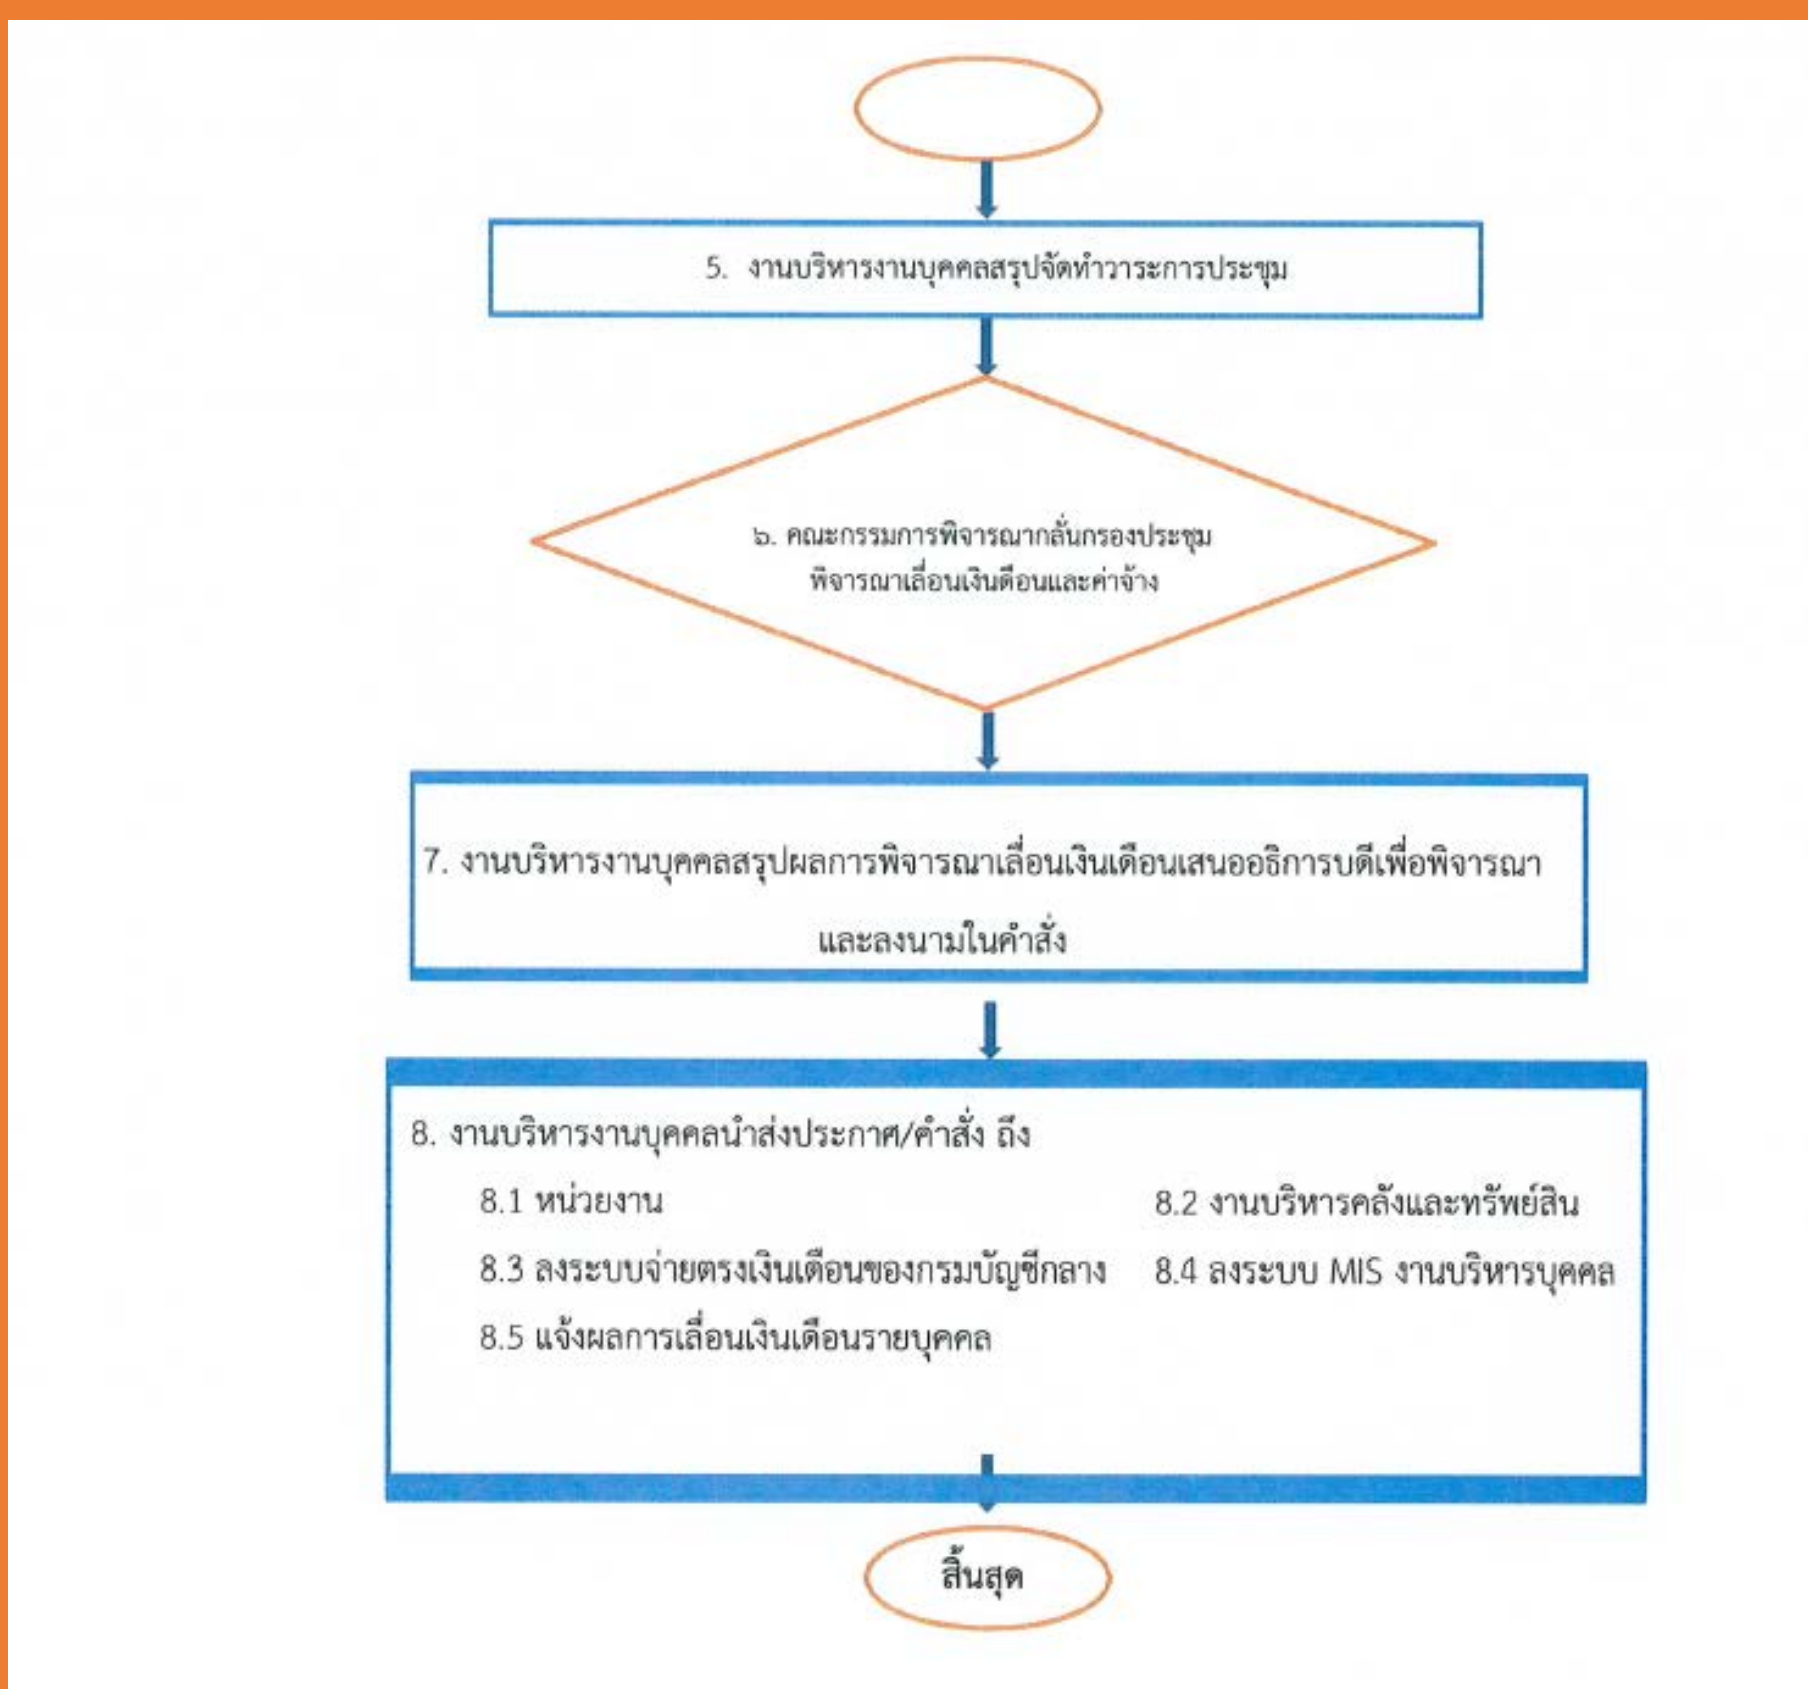 5. งานบริหารงานบุคคลสรุปจัดทำวาระการประชุม
๖. คณะกรรมการพิจารณากลั่นกรองประชุม
พิจารณาเลื่อนเงินดือนและค่าจ้าง
7. งานบริหารงานบุคคลสรุปผลการพิจารณาเลื่อนเงินเดือนเสนออธิการบดีเพื่อพิจารณา
และลงนามในคำสั่ง
8. งานบริหารงานบุคคลนำส่งประกาศ/คำสั่ง ถึง
8.1 หน่วยงาน 8.2 งานบริหารคลังและทรัพย์สิน
8.3 ลงระบบจ่ายตรงเงินเดือนของกรมบัญชีกลาง 8.4 ลงระบบ MIS งานบริหารบุคคล
8.5 แจ้งผลการเลื่อนเงินเดือนรายบุคคล
สิ้นสุด